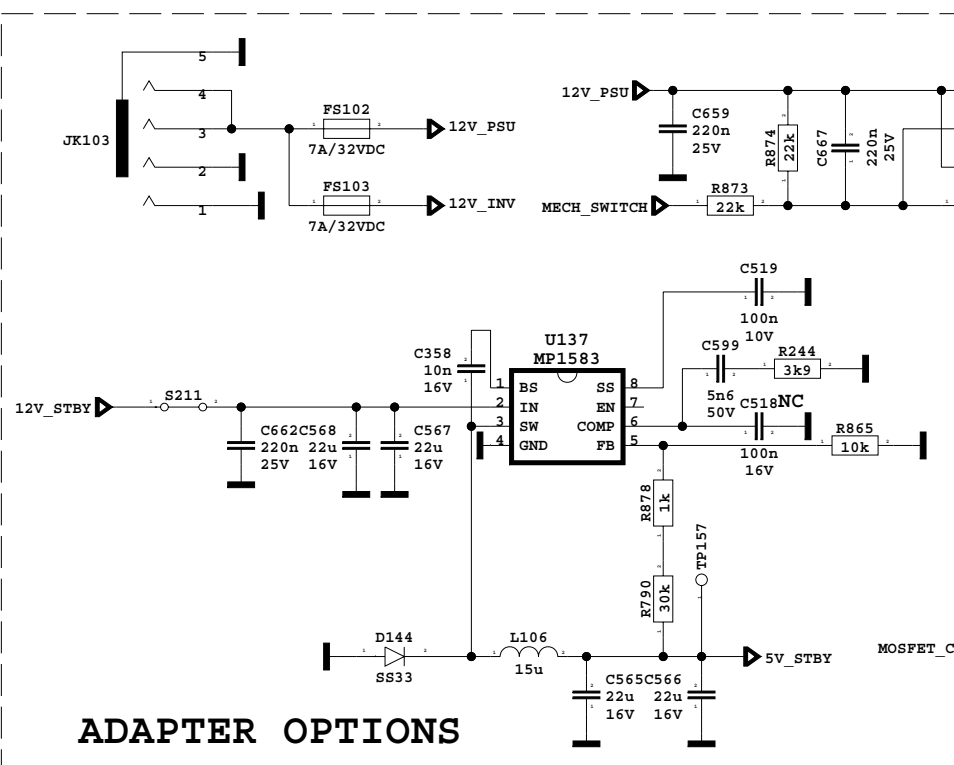 5
4
3
2
1
JK103
1 FS102 2
7A/32VDC
12V_PSU
1 FS103 2
7A/32VDC
12V_INV
12V_PSU
C659
220n
25V
R874
22k
C667
220n
25V
MECH_SWITCH
R873
22k
C519
100n
10V
U137
MP1583
C358
10n
16V
C599
5n6
50V
R244
3k9
1 BS
2 IN
3 SW
4 GND
SS 8
EN 7
COMP 6
FB 5
C518
NC
100n
16V
R865
10k
12V_STBY
S211
C662
220n
25V
C568
22u
16V
C567
22u
16V
R878
1k
TP157
R790
30k
D144
SS33
L106
15u
5V_STBY
MOSFET_C
C565
22u
16V
C566
22u
16V
ADAPTER OPTIONS